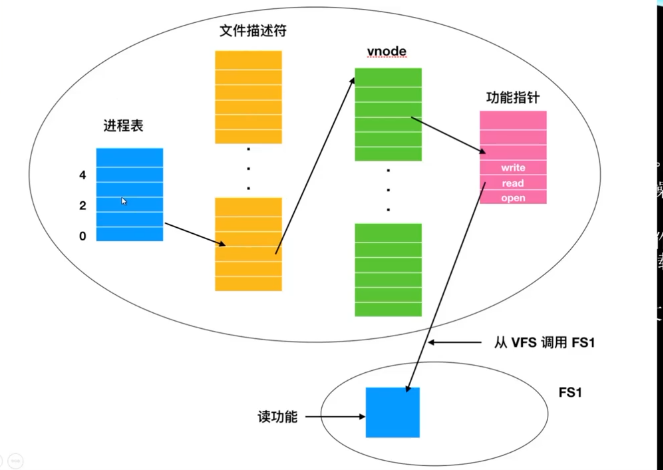 文件描述符
vnode
功能指针
进程表
write
4
read
2
open
0
从 VFS 调用 FS1
FS1
读功能